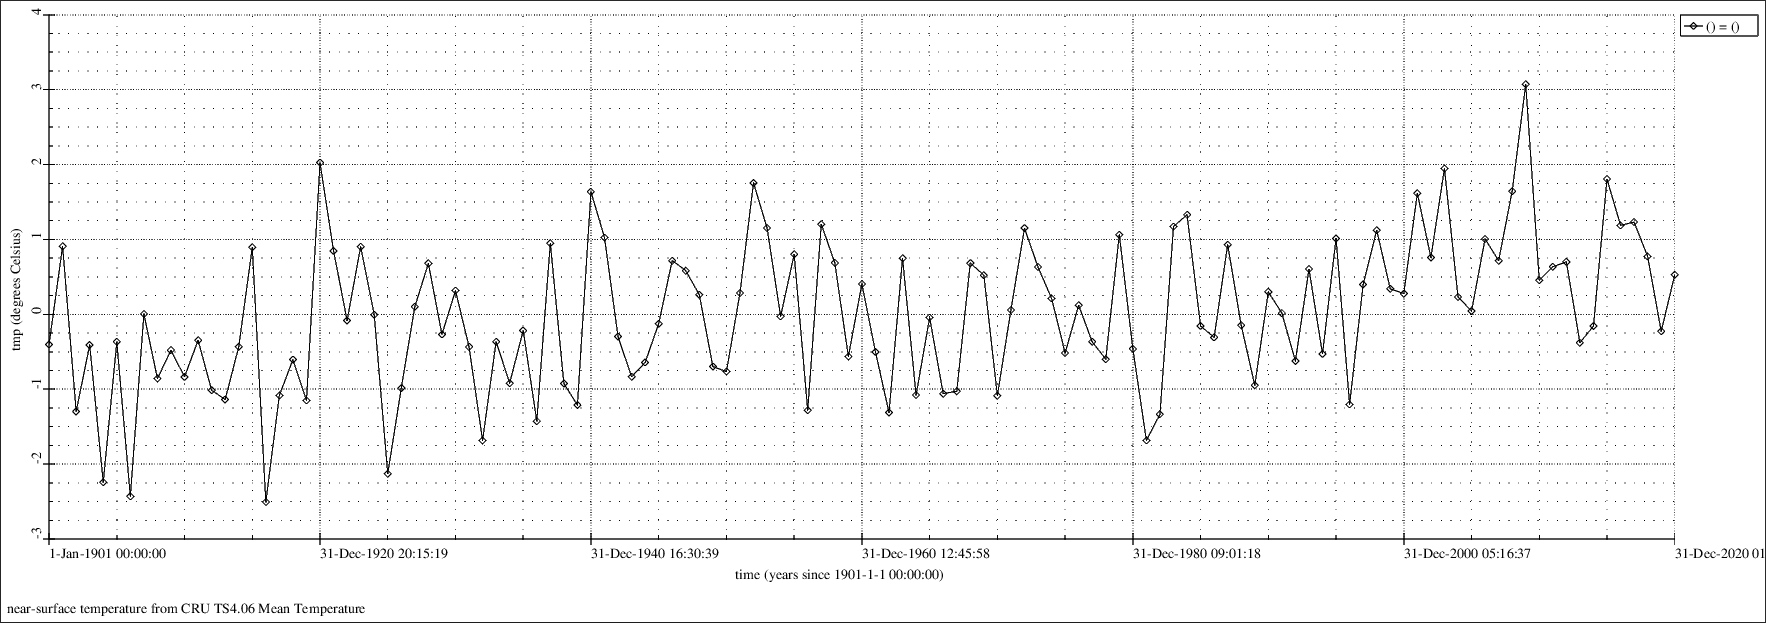 4
3
2
1
0
-1
-2
-3
tmp (degrees Celsius)
() = ()
1-Jan-1901 00:00:00
31-Dec-1920 20:15:19
31-Dec-1940 16:30:39
31-Dec-1960 12:45:58
31-Dec-1980 09:01:18
31-Dec-2000 05:16:37
31-Dec-2020 01
time (years since 1901-1-1 00:00:00)
near-surface temperature from CRU TS4.06 Mean Temperature